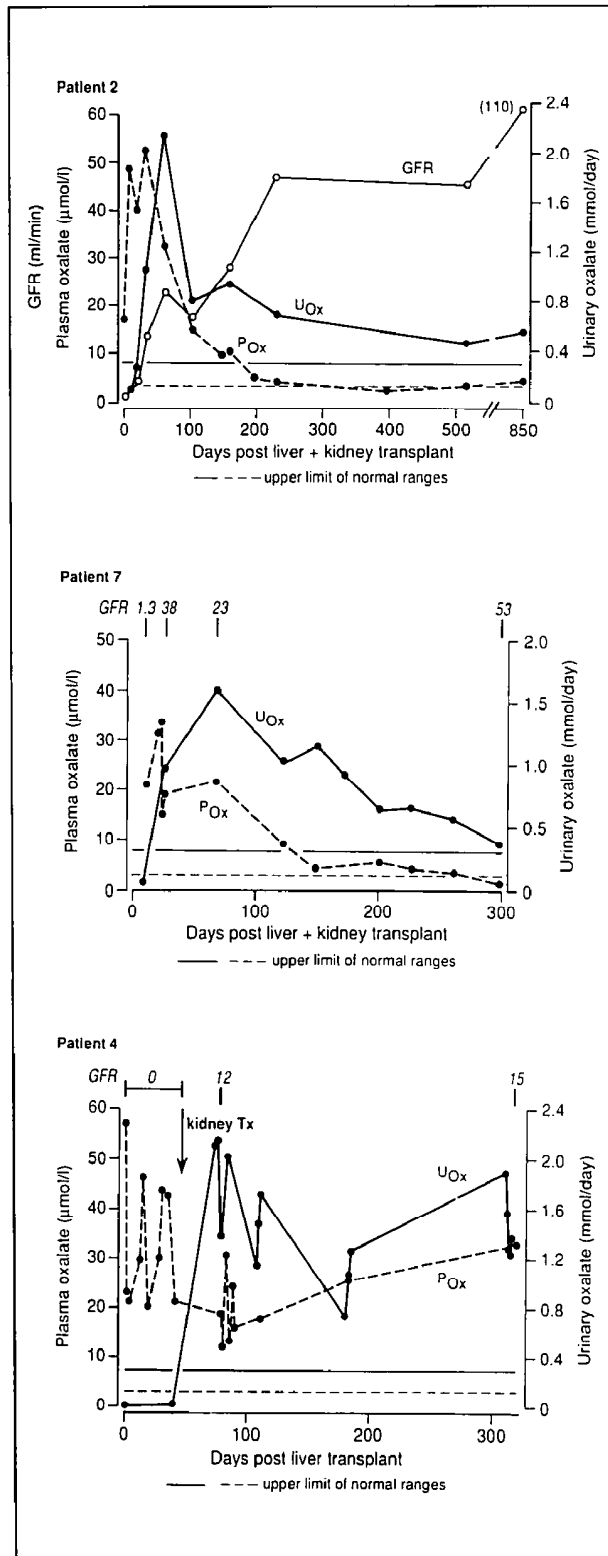 Patient 2
GFR (ml/min)
Plasma oxalate (µmol/l)
60
50
40
30
20
10
0
(110)
GFR
UOx
POx
2.4
2.0
1.6
1.2
0.8
0.4
0
Urinary oxalate (mmol/day)
0 100 200 300 400 500 850
Days post liver + kidney transplant
upper limit of normal ranges
Patient 7
GFR 1.3 38 23 53
Plasma oxalate (µmol/l)
50
40
30
20
10
0
UOx
POx
2.0
1.5
1.0
0.5
0
Urinary oxalate (mmol/day)
0 100 200 300
Days post liver + kidney transplant
upper limit of normal ranges
Patient 4
GFR 0 12 15
kidney Tx
Plasma oxalate (µmol/l)
60
50
40
30
20
10
0
UOx
POx
2.4
2.0
1.6
1.2
0.8
0.4
0
Urinary oxalate (mmol/day)
0 100 200 300
Days post liver transplant
upper limit of normal ranges